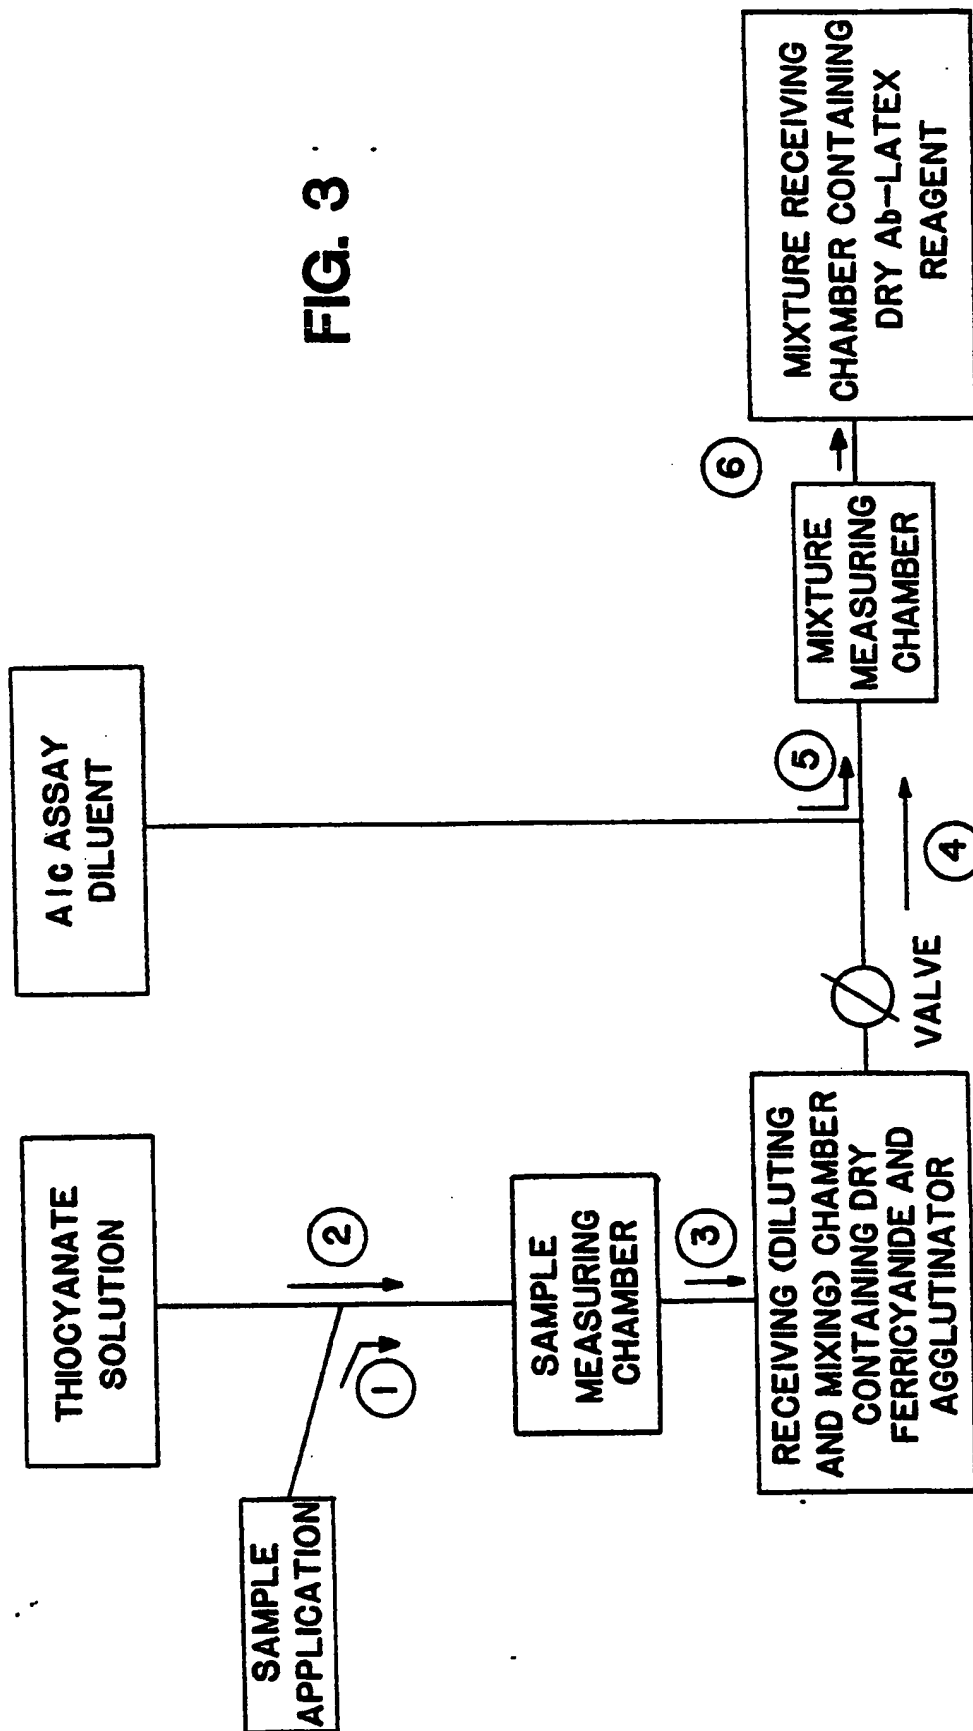 FIG. 3
THIOCYANATE
SOLUTION
A1C ASSAY
DILUENT
SAMPLE
APPLICATION
1
2
SAMPLE
MEASURING
CHAMBER
3
RECEIVING (DILUTING
AND MIXING) CHAMBER
CONTAINING DRY
FERRICYANIDE AND
AGGLUTINATOR
VALVE
4
5
MIXTURE
MEASURING
CHAMBER
6
MIXTURE RECEIVING
CHAMBER CONTAINING
DRY Ab-LATEX
REAGENT